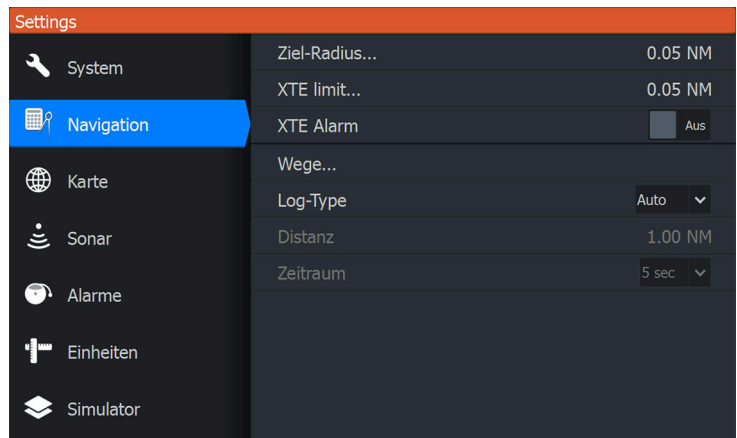 Settings
System
Navigation
Karte
Sonar
Alarme
Einheiten
Simulator
Ziel-Radius... 0.05 NM
XTE limit... 0.05 NM
XTE Alarm Aus
Wege...
Log-Type Auto
Distanz 1.00 NM
Zeitraum 5 sec